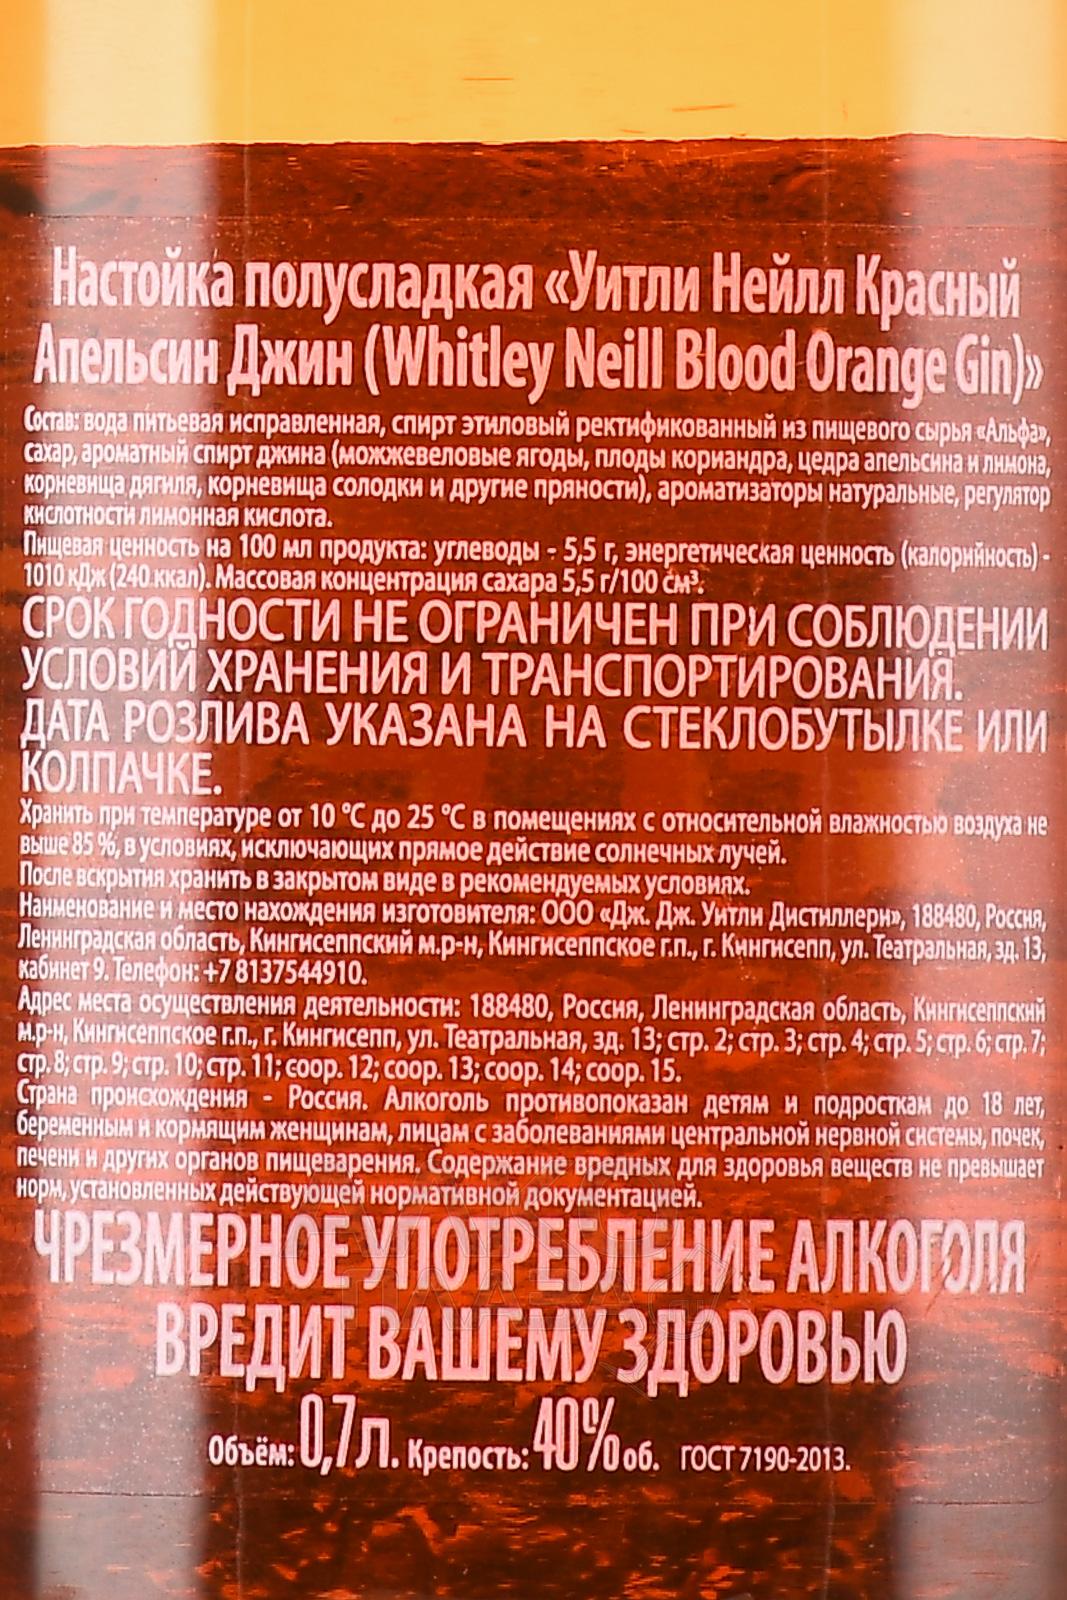 Настойка полусладкая «Уитли Нейлл Красный
Апельсин Джин (Whitley Neill Blood Orange Gin)»
Состав: вода питьевая исправленная, спирт этиловый ректификованный из пищевого сырья «Альфа»,
сахар, ароматный спирт джина (можжевеловые ягоды, плоды кориандра, цедра апельсина и лимона,
корневища дягиля, корневища солодки и другие пряности), ароматизаторы натуральные, регулятор
кислотности лимонная кислота.
Пищевая ценность на 100 мл продукта: углеводы - 5,5 г, энергетическая ценность (калорийность) -
1010 кДж (240 ккал). Массовая концентрация сахара 5,5 г/100 см³.
СРОК ГОДНОСТИ НЕ ОГРАНИЧЕН ПРИ СОБЛЮДЕНИИ
УСЛОВИЙ ХРАНЕНИЯ И ТРАНСПОРТИРОВАНИЯ.
ДАТА РОЗЛИВА УКАЗАНА НА СТЕКЛОБУТЫЛКЕ ИЛИ
КОЛПАЧКЕ.
Хранить при температуре от 10 °С до 25 °С в помещениях с относительной влажностью воздуха не
выше 85 %, в условиях, исключающих прямое действие солнечных лучей.
После вскрытия хранить в закрытом виде в рекомендуемых условиях.
Наименование и место нахождения изготовителя: ООО «Дж. Дж. Уитли Дистиллери», 188480, Россия,
Ленинградская область, Кингисеппский м.р-н, Кингисеппское г.п., г. Кингисепп, ул. Театральная, зд. 13,
кабинет 9. Телефон: +7 8137544910.
Адрес места осуществления деятельности: 188480, Россия, Ленинградская область, Кингисеппский
м.р-н, Кингисеппское г.п., г. Кингисепп, ул. Театральная, зд. 13; стр. 2; стр. 3; стр. 4; стр. 5; стр. 6; стр. 7;
стр. 8; стр. 9; стр. 10; стр. 11; соор. 12; соор. 13; соор. 14; соор. 15.
Страна происхождения - Россия. Алкоголь противопоказан детям и подросткам до 18 лет,
беременным и кормящим женщинам, лицам с заболеваниями центральной нервной системы, почек,
печени и других органов пищеварения. Содержание вредных для здоровья веществ не превышает
норм, установленных действующей нормативной документацией.
ЧРЕЗМЕРНОЕ УПОТРЕБЛЕНИЕ АЛКОГОЛЯ
ВРЕДИТ ВАШЕМУ ЗДОРОВЬЮ
Объём: 0,7л. Крепость: 40% об. ГОСТ 7190-2013.